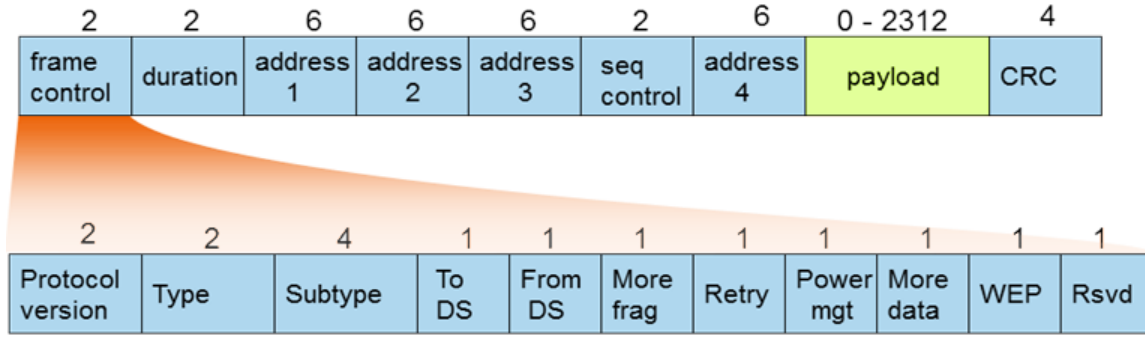 2 2 6 6 6 2 6 0 - 2312 4
frame control duration address 1 address 2 address 3 seq control address 4 payload CRC
2 2 4 1 1 1 1 1 1 1 1
Protocol version Type Subtype To DS From DS More frag Retry Power mgt More data WEP Rsvd